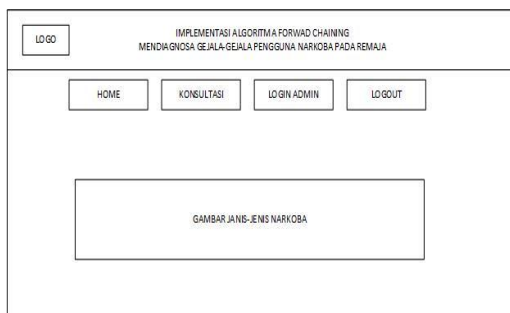 LOGO
IMPLEMENTASI ALGORITMA FORWAD CHAINING
MENDIAGNOSA GEJALA-GEJALA PENGGUNA NARKOBA PADA REMAJA
HOME KONSULTASI LOGIN ADMIN LOGOUT
GAMBAR JANIS-JENIS NARKOBA